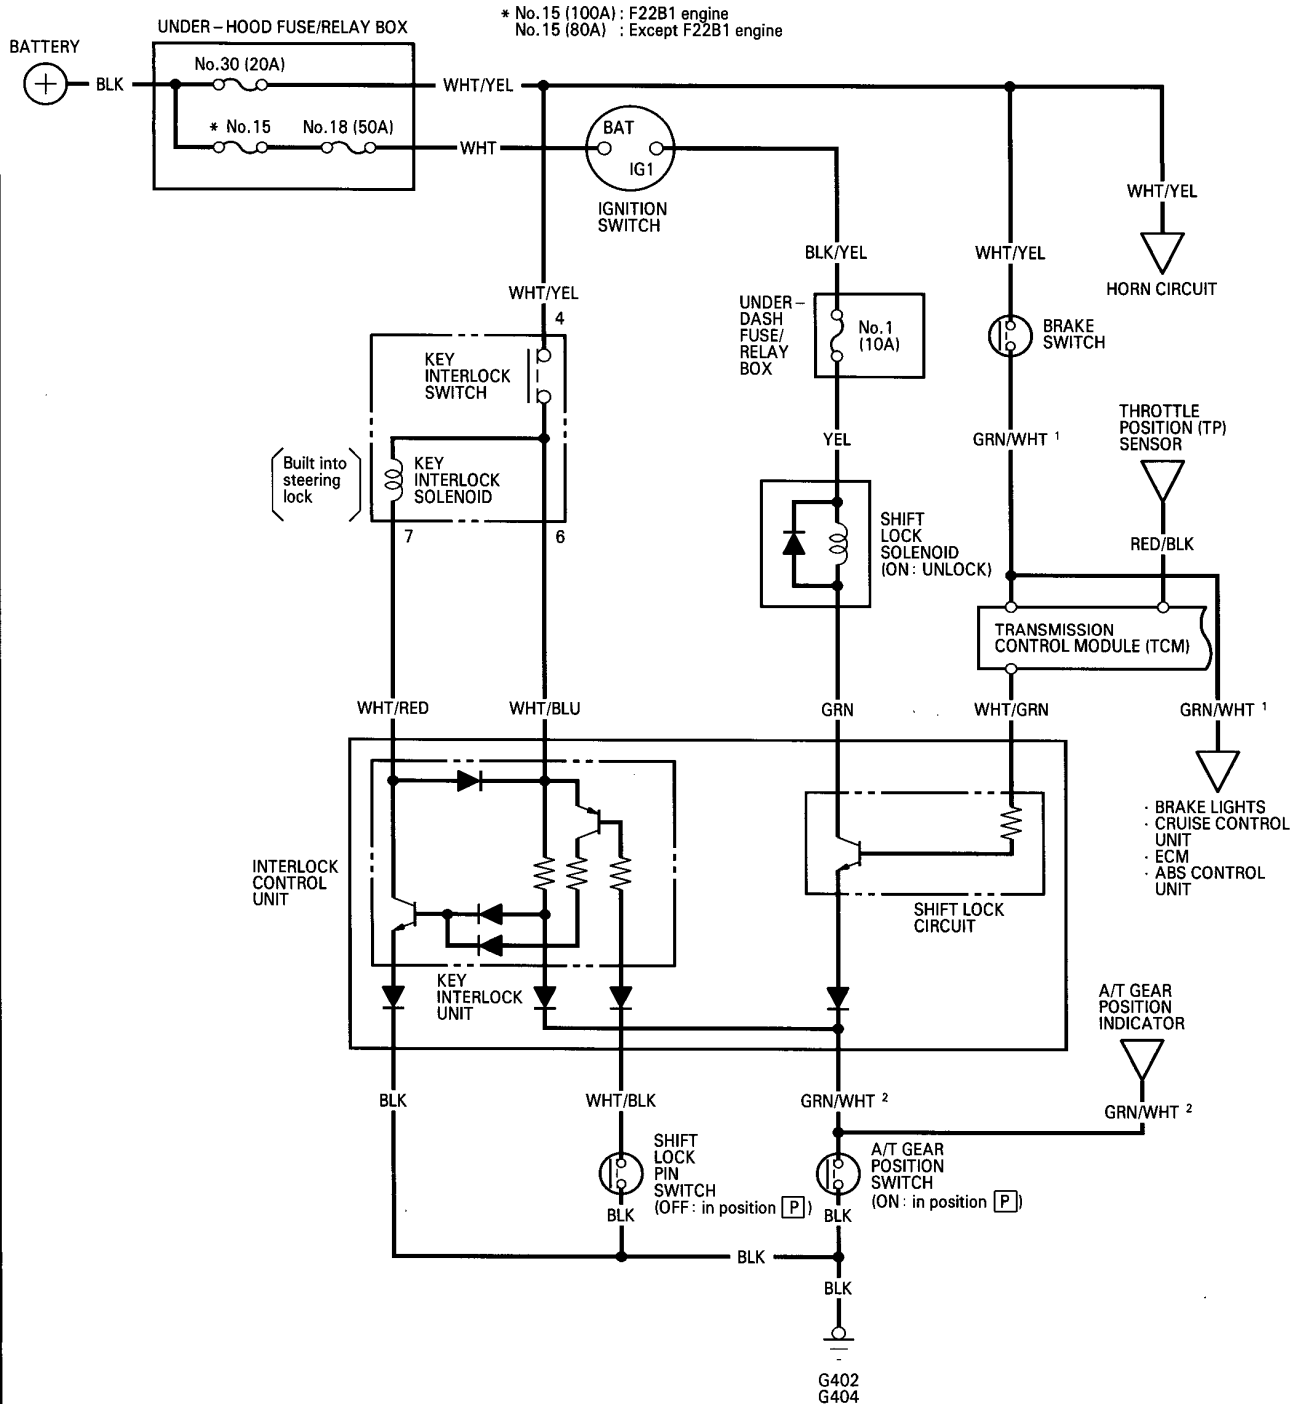 * No.15 (100A) : F22B1 engine
No.15 (80A) : Except F22B1 engine
UNDER-HOOD FUSE/RELAY BOX
BATTERY
+
BLK
No.30 (20A)
WHT/YEL
* No.15
No.18 (50A)
WHT
BAT
IG1
IGNITION
SWITCH
WHT/YEL
HORN CIRCUIT
BLK/YEL
WHT/YEL
WHT/YEL
4
UNDER-
DASH
FUSE/
RELAY
BOX
No.1
(10A)
BRAKE
SWITCH
KEY
INTERLOCK
SWITCH
THROTTLE
POSITION (TP)
SENSOR
YEL
GRN/WHT 1
Built into
steering
lock
KEY
INTERLOCK
SOLENOID
7
6
SHIFT
LOCK
SOLENOID
(ON : UNLOCK)
RED/BLK
TRANSMISSION
CONTROL MODULE (TCM)
WHT/RED
WHT/BLU
GRN
WHT/GRN
GRN/WHT 1
· BRAKE LIGHTS
· CRUISE CONTROL
UNIT
· ECM
· ABS CONTROL
UNIT
INTERLOCK
CONTROL
UNIT
SHIFT LOCK
CIRCUIT
KEY
INTERLOCK
UNIT
A/T GEAR
POSITION
INDICATOR
BLK
WHT/BLK
GRN/WHT 2
GRN/WHT 2
SHIFT
LOCK
PIN
SWITCH
(OFF : in position P)
A/T GEAR
POSITION
SWITCH
(ON : in position P)
BLK
BLK
BLK
BLK
G402
G404